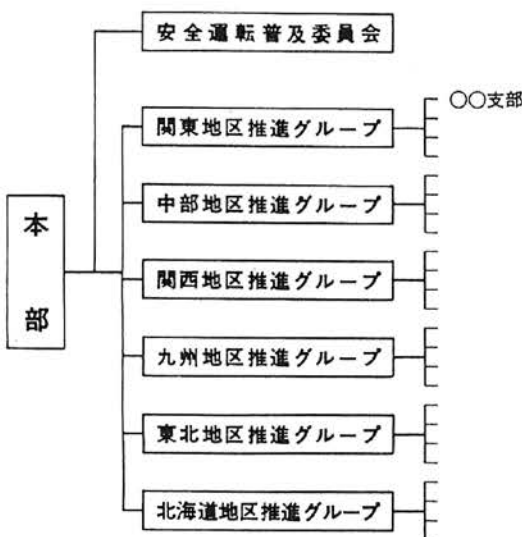 安全運転普及委員会
○○支部
関東地区推進グループ
中部地区推進グループ
本部
関西地区推進グループ
九州地区推進グループ
東北地区推進グループ
北海道地区推進グループ